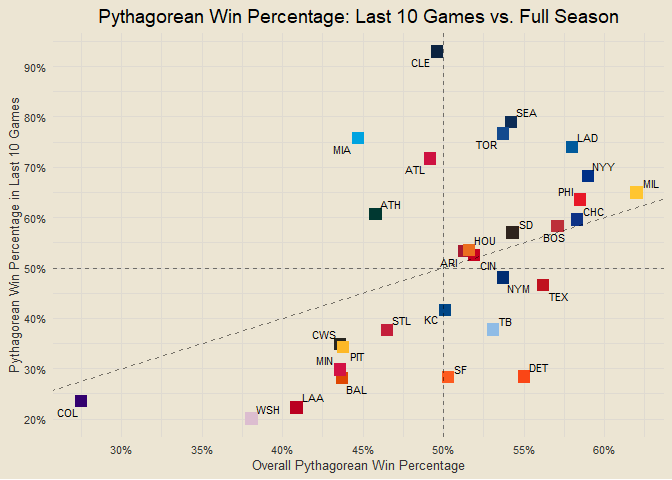 Pythagorean Win Percentage: Last 10 Games vs. Full Season
Pythagorean Win Percentage in Last 10 Games
90%
80%
70%
60%
50%
40%
30%
20%
CLE
SEA
TOR
LAD
MIA
ATL
NYY
MIL
PHI
ATH
CHC
SD
BOS
HOU
ARI
CIN
NYM
TEX
KC
TB
STL
CWS
PIT
MIN
BAL
SF
DET
COL
LAA
WSH
30%
35%
40%
45%
50%
55%
60%
Overall Pythagorean Win Percentage